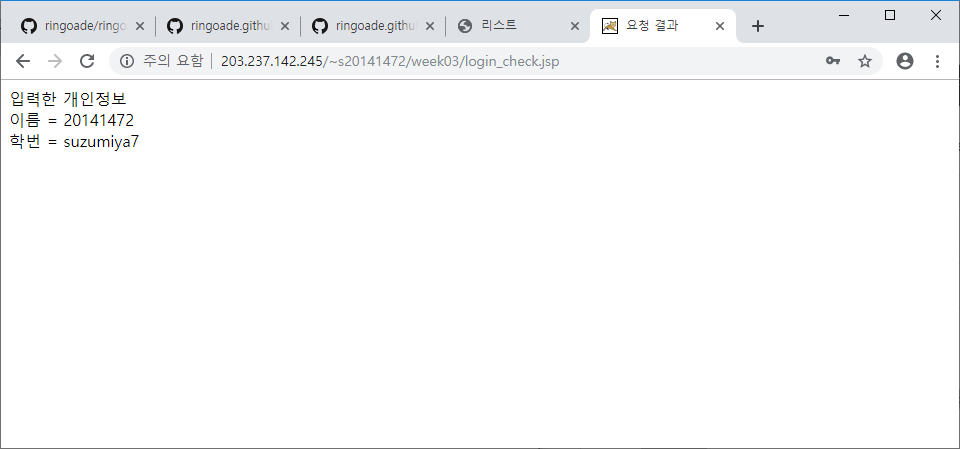 ringoade/ringo
ringoade.githu
ringoade.githu
리스트
요청 결과
주의 요함 203.237.142.245/~s20141472/week03/login_check.jsp
입력한 개인정보
이름 = 20141472
학번 = suzumiya7